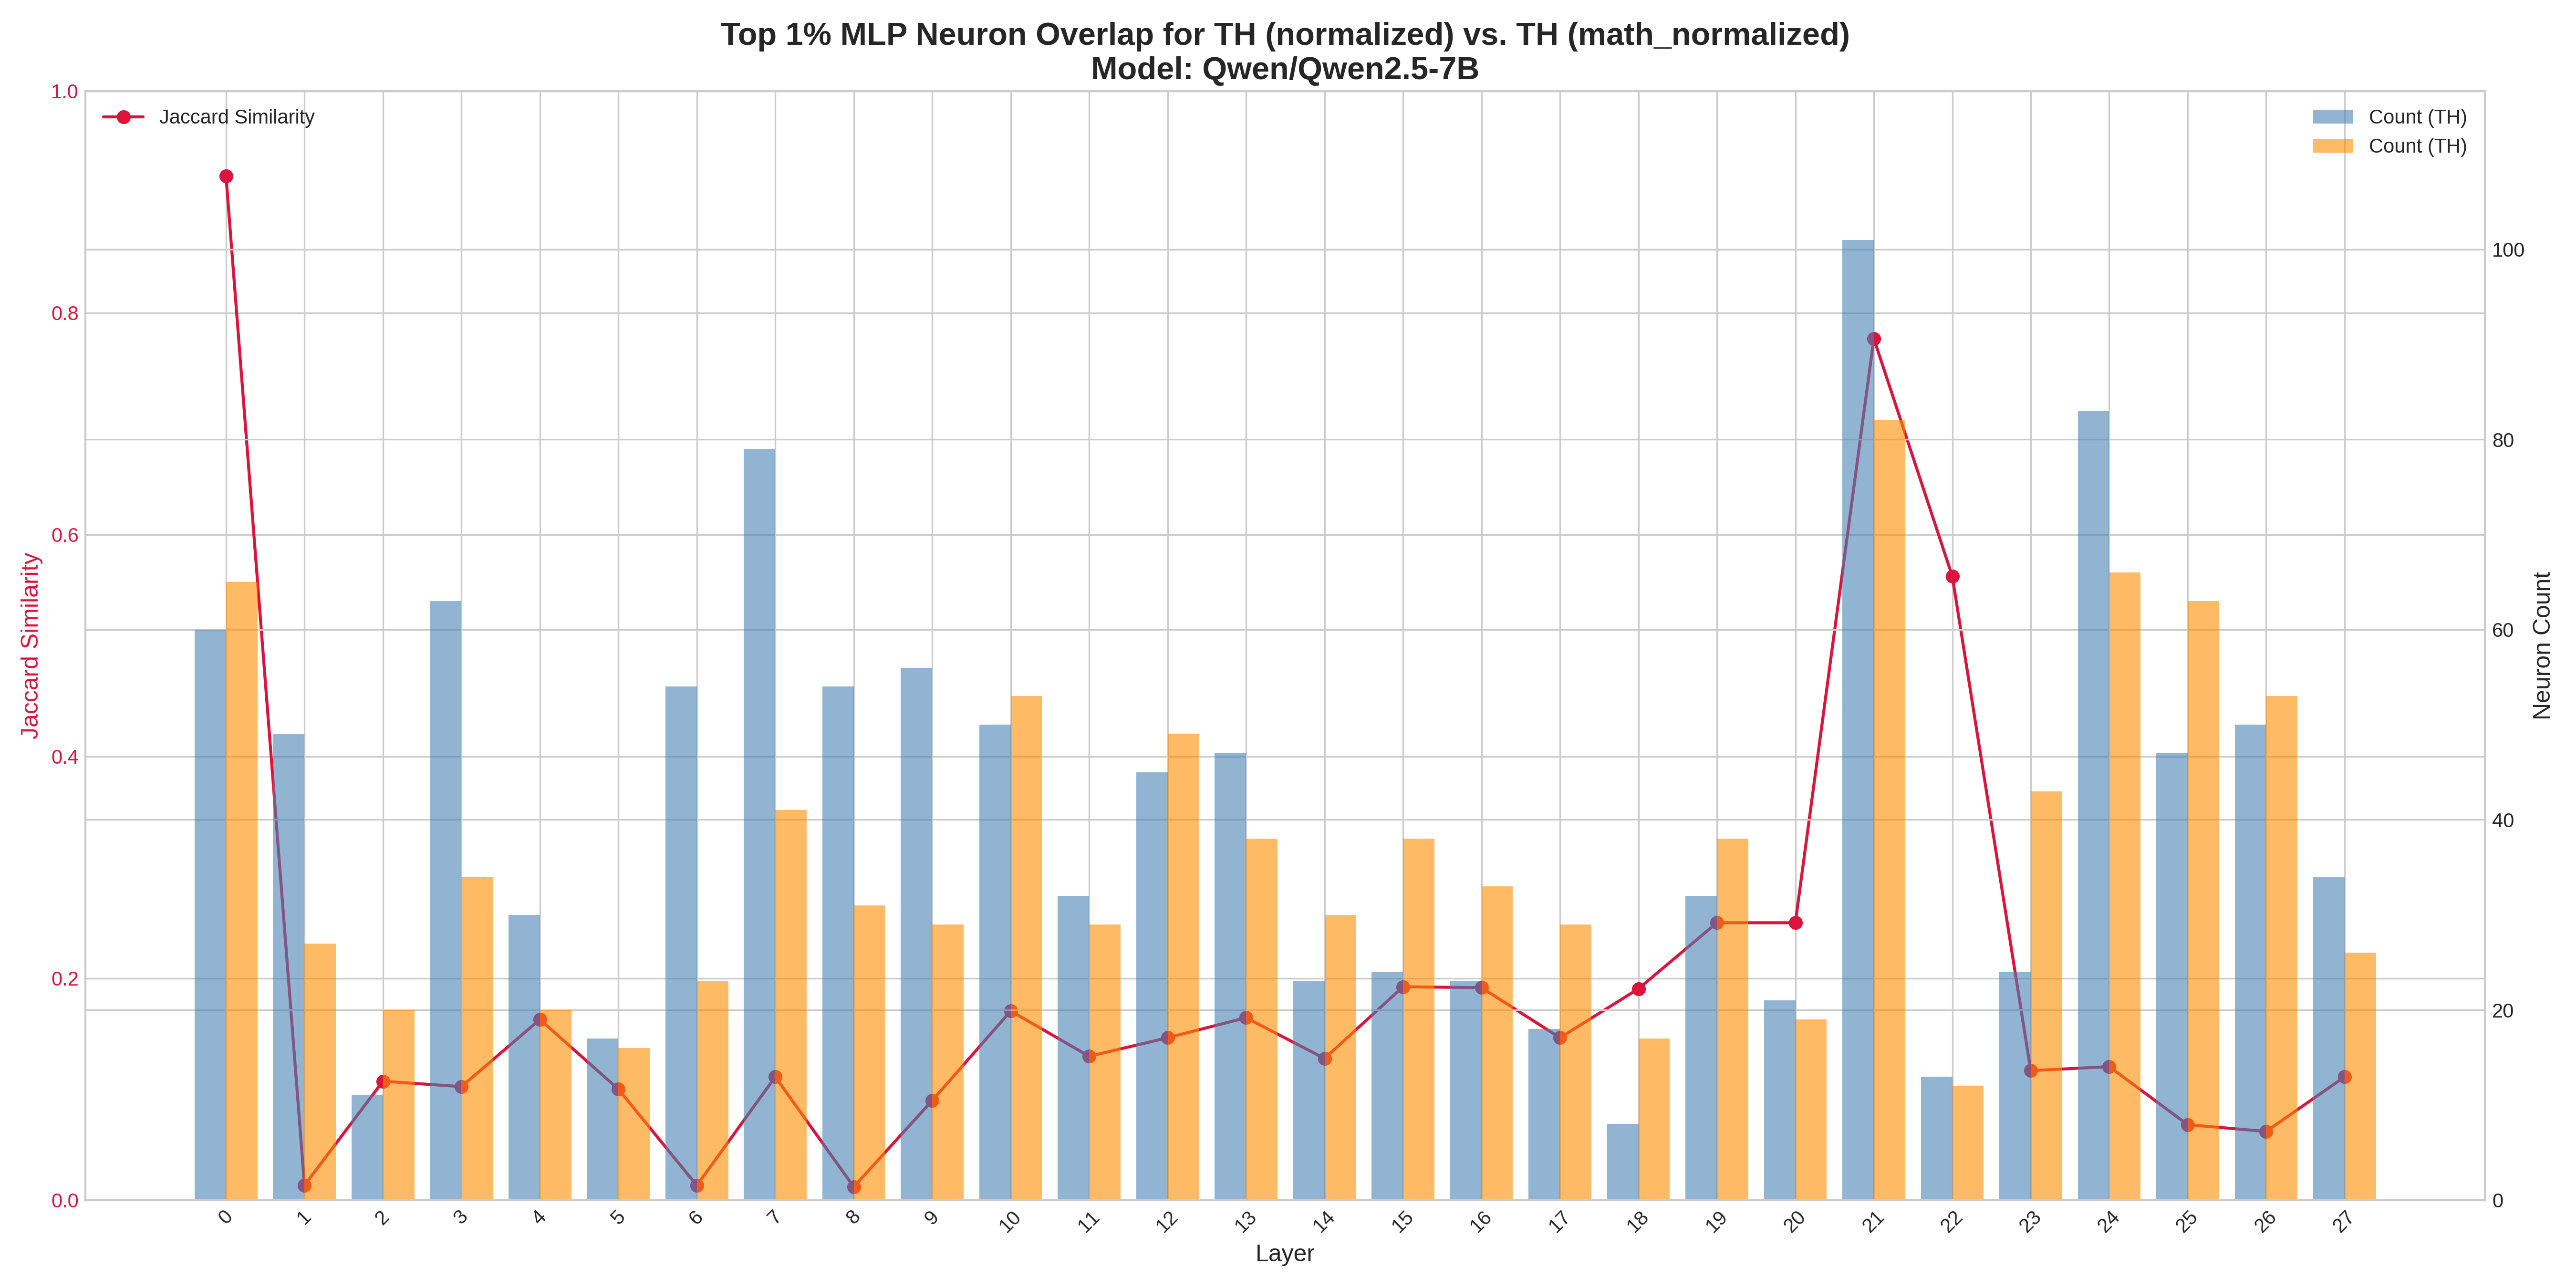 Top 1% MLP Neuron Overlap for TH (normalized) vs. TH (math_normalized)
Model: Qwen/Qwen2.5-7B
Jaccard Similarity
Count (TH)
Count (TH)
1.0
0.8
0.6
0.4
0.2
0.0
Jaccard Similarity
100
80
60
40
20
0
Neuron Count
0 1 2 3 4 5 6 7 8 9 10 11 12 13 14 15 16 17 18 19 20 21 22 23 24 25 26 27
Layer